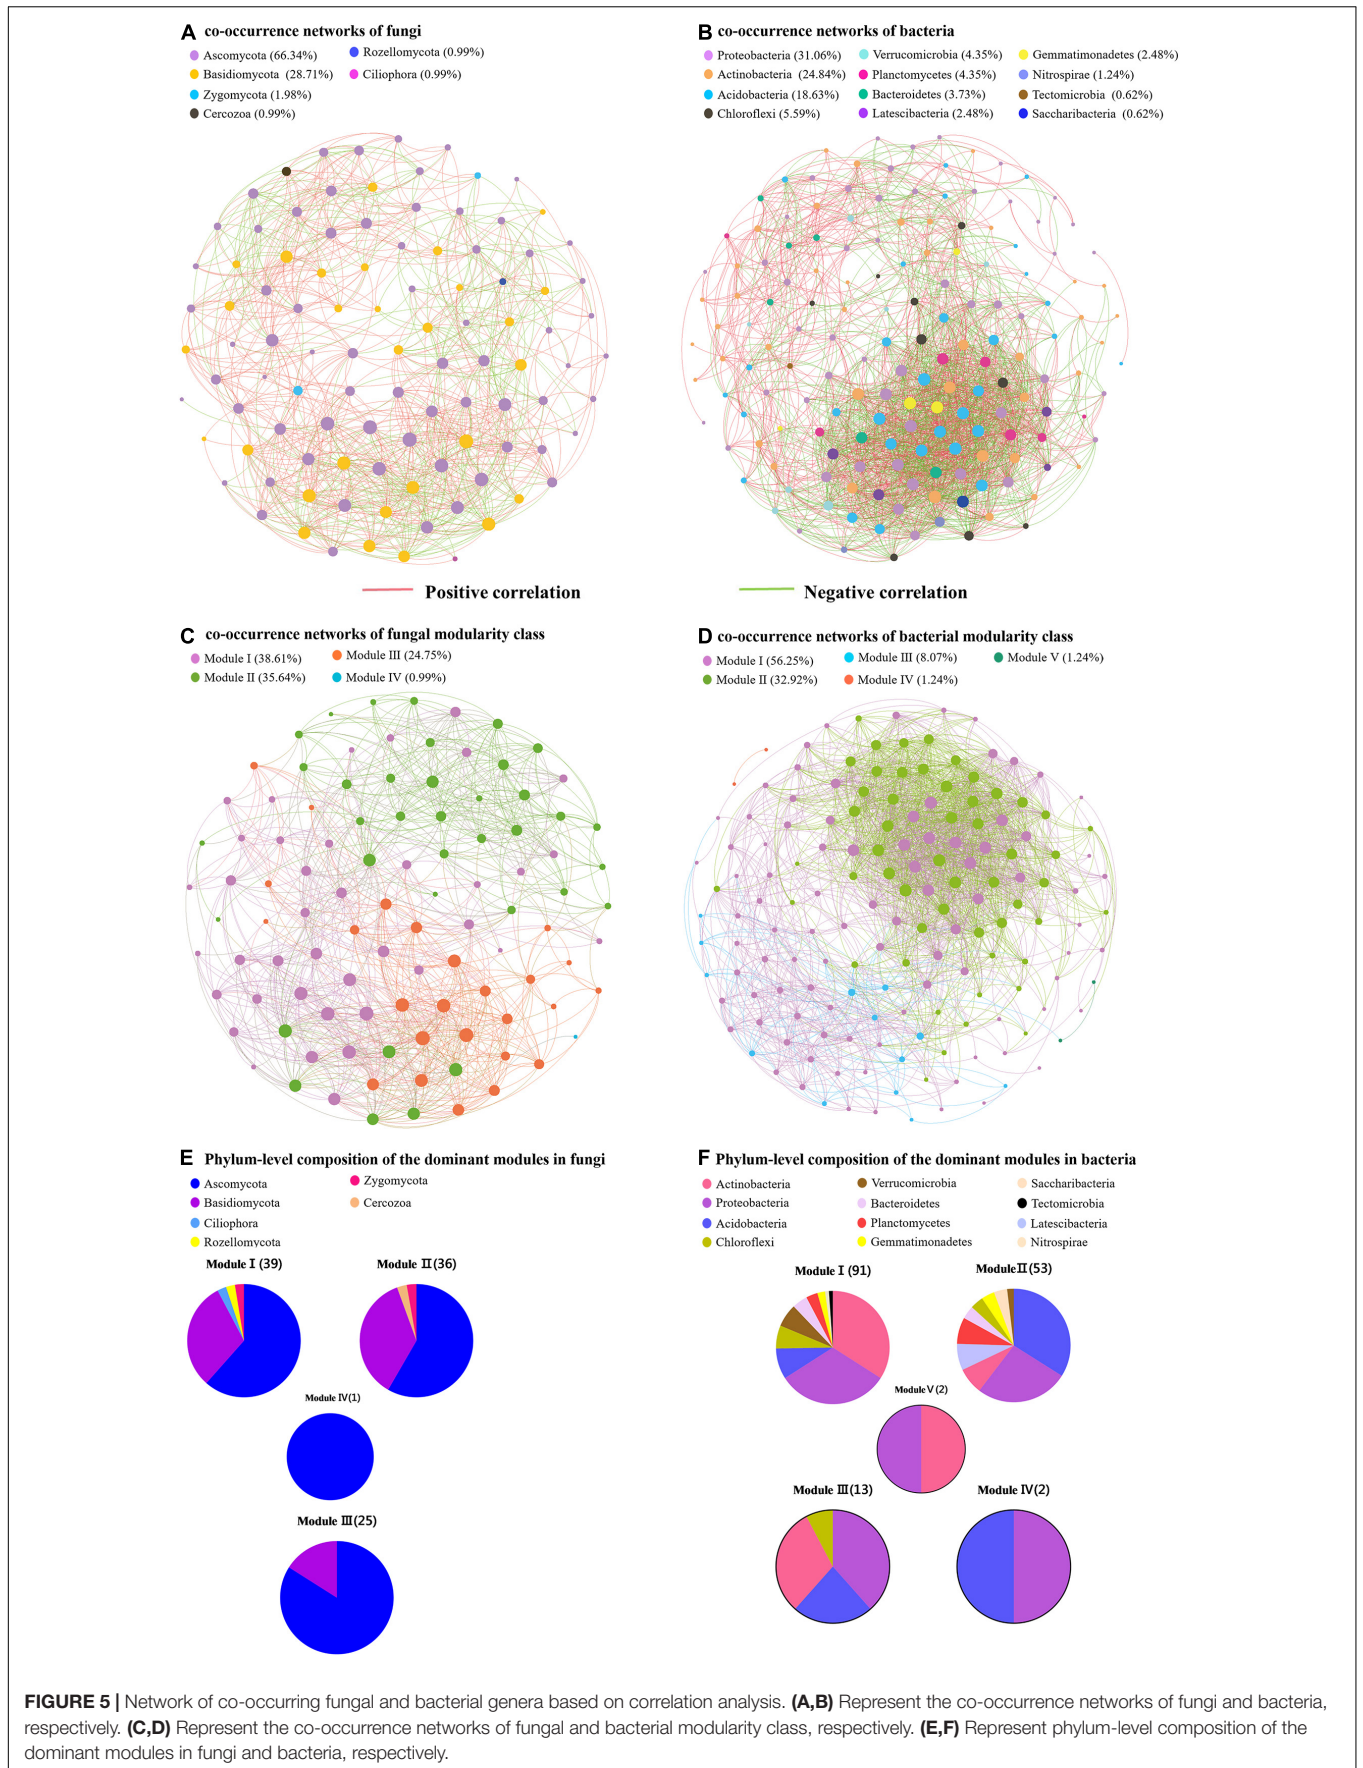 A co-occurrence networks of fungi
Ascomycota (66.34%)
Basidiomycota (28.71%)
Zygomycota (1.98%)
Cercozoa (0.99%)
Rozellomycota (0.99%)
Ciliophora (0.99%)
B co-occurrence networks of bacteria
Proteobacteria (31.06%)
Actinobacteria (24.84%)
Acidobacteria (18.63%)
Chloroflexi (5.59%)
Verrucomicrobia (4.35%)
Planctomycetes (4.35%)
Bacteroidetes (3.73%)
Latescibacteria (2.48%)
Gemmatimonadetes (2.48%)
Nitrospirae (1.24%)
Tectomicrobia (0.62%)
Saccharibacteria (0.62%)
Positive correlation
Negative correlation
C co-occurrence networks of fungal modularity class
Module I (38.61%)
Module II (35.64%)
Module III (24.75%)
Module IV (0.99%)
D co-occurrence networks of bacterial modularity class
Module I (56.25%)
Module II (32.92%)
Module III (8.07%)
Module IV (1.24%)
Module V (1.24%)
E Phylum-level composition of the dominant modules in fungi
Ascomycota
Basidiomycota
Ciliophora
Rozellomycota
Zygomycota
Cercozoa
Module Ⅰ (39)
Module Ⅱ (36)
Module Ⅳ(1)
Module Ⅲ(25)
F Phylum-level composition of the dominant modules in bacteria
Actinobacteria
Proteobacteria
Acidobacteria
Chloroflexi
Verrucomicrobia
Bacteroidetes
Planctomycetes
Gemmatimonadetes
Saccharibacteria
Tectomicrobia
Latescibacteria
Nitrospirae
Module Ⅰ (91)
ModuleⅡ(53)
Module Ⅴ(2)
Module Ⅲ(13)
Module Ⅳ(2)
FIGURE 5 | Network of co-occurring fungal and bacterial genera based on correlation analysis. (A,B) Represent the co-occurrence networks of fungi and bacteria,
respectively. (C,D) Represent the co-occurrence networks of fungal and bacterial modularity class, respectively. (E,F) Represent phylum-level composition of the
dominant modules in fungi and bacteria, respectively.